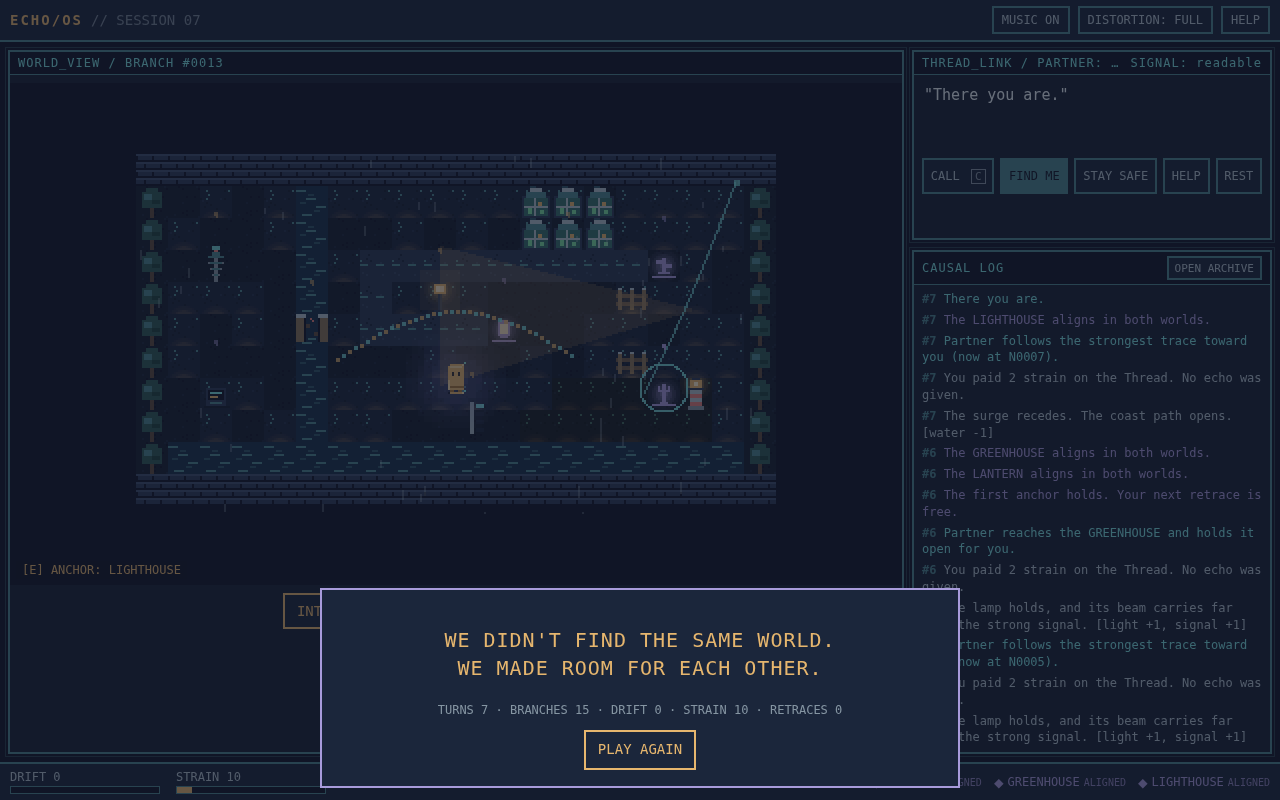 ECHO/OS // SESSION 07
MUSIC ON
DISTORTION: FULL
HELP
WORLD_VIEW / BRANCH #0013
THREAD_LINK / PARTNER: … SIGNAL: readable
"There you are."
CALL C
FIND ME
STAY SAFE
HELP
REST
CAUSAL LOG
OPEN ARCHIVE
#7 There you are.
#7 The LIGHTHOUSE aligns in both worlds.
#7 Partner follows the strongest trace toward
you (now at N0007).
#7 You paid 2 strain on the Thread. No echo was
given.
#7 The surge recedes. The coast path opens.
[water -1]
#6 The GREENHOUSE aligns in both worlds.
#6 The LANTERN aligns in both worlds.
#6 The first anchor holds. Your next retrace is
free.
#6 Partner reaches the GREENHOUSE and holds it
open for you.
#6 You paid 2 strain on the Thread. No echo was
given.
lamp holds, and its beam carries far
the strong signal. [light +1, signal +1]
follows the strongest trace toward
now at N0005).
paid 2 strain on the Thread. No echo was
lamp holds, and its beam carries far
the strong signal. [light +1, signal +1]
[E] ANCHOR: LIGHTHOUSE
INT
WE DIDN'T FIND THE SAME WORLD.
WE MADE ROOM FOR EACH OTHER.
TURNS 7 · BRANCHES 15 · DRIFT 0 · STRAIN 10 · RETRACES 0
PLAY AGAIN
DRIFT 0
STRAIN 10
◆ GREENHOUSE ALIGNED
◆ LIGHTHOUSE ALIGNED